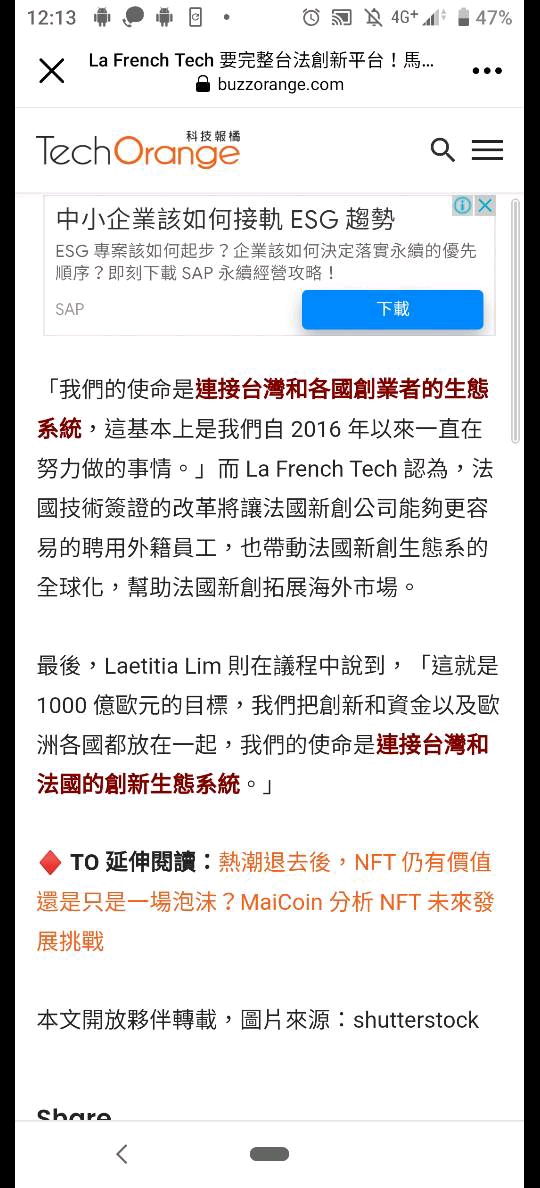 12:13
4G+
47%
La French Tech 要完整台法創新平台！馬...
buzzorange.com
科技報橘
TechOrange
中小企業該如何接軌 ESG 趨勢
ESG 專案該如何起步？企業該如何決定落實永續的優先
順序？即刻下載 SAP 永續經營攻略！
SAP
下載
「我們的使命是連接台灣和各國創業者的生態
系統，這基本上是我們自 2016 年以來一直在
努力做的事情。」而 La French Tech 認為，法
國技術簽證的改革將讓法國新創公司能夠更容
易的聘用外籍員工，也帶動法國新創生態系的
全球化，幫助法國新創拓展海外市場。
最後，Laetitia Lim 則在議程中說到，「這就是
1000 億歐元的目標，我們把創新和資金以及歐
洲各國都放在一起，我們的使命是連接台灣和
法國的創新生態系統。」
TO 延伸閱讀：熱潮退去後，NFT 仍有價值
還是只是一場泡沫？MaiCoin 分析 NFT 未來發
展挑戰
本文開放夥伴轉載，圖片來源：shutterstock
Share